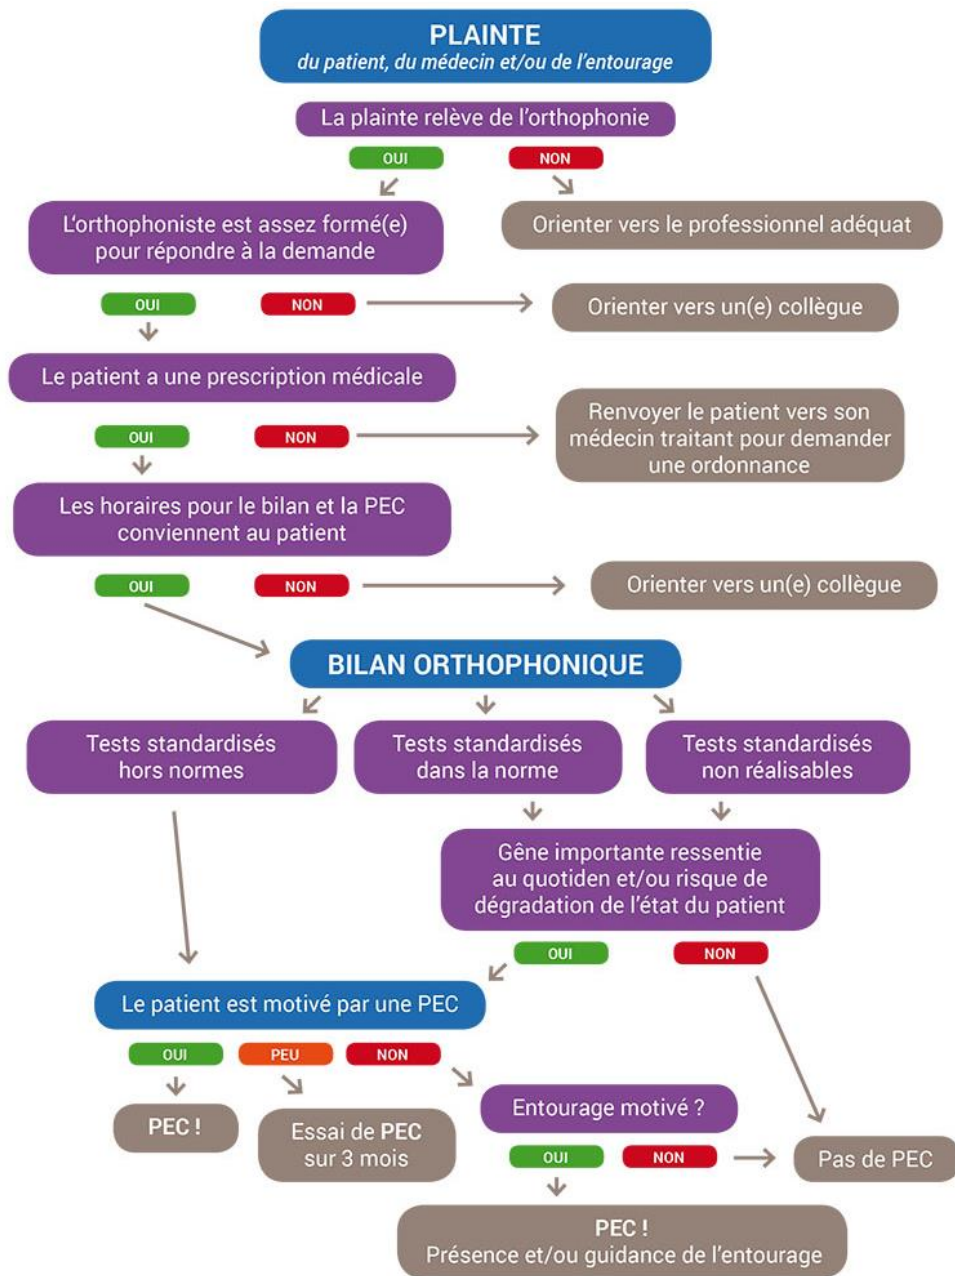 PLAINTE
du patient, du médecin et/ou de l'entourage
La plainte relève de l'orthophonie
OUI
NON
L'orthophoniste est assez formé(e)
pour répondre à la demande
Orienter vers le professionnel adéquat
OUI
NON
Orienter vers un(e) collègue
Le patient a une prescription médicale
OUI
NON
Renvoyer le patient vers son
médecin traitant pour demander
une ordonnance
Les horaires pour le bilan et la PEC
conviennent au patient
OUI
NON
Orienter vers un(e) collègue
BILAN ORTHOPHONIQUE
Tests standardisés
hors normes
Tests standardisés
dans la norme
Tests standardisés
non réalisables
Gêne importante ressentie
au quotiden et/ou risque de
dégradation de l'état du patient
OUI
NON
Le patient est motivé par une PEC
OUI
PEU
NON
PEC !
Essai de PEC
sur 3 mois
Entourage motivé ?
OUI
NON
Pas de PEC
PEC !
Présence et/ou guidance de l'entourage